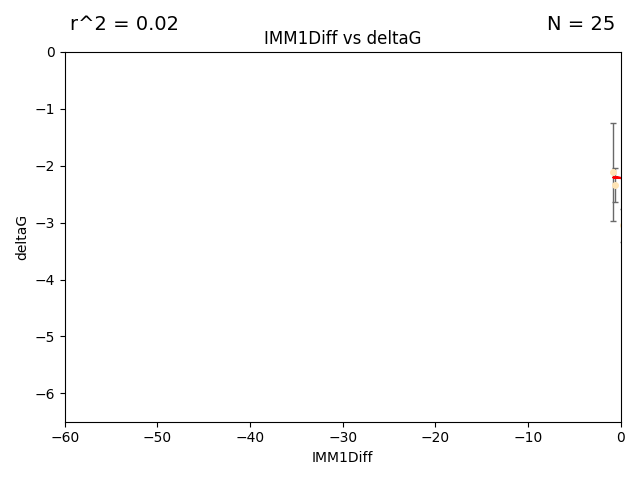 r^2 = 0.02
N = 25
IMM1Diff vs deltaG
0
−1
−2
−3
−4
−5
−6
deltaG
−60 −50 −40 −30 −20 −10 0
IMM1Diff